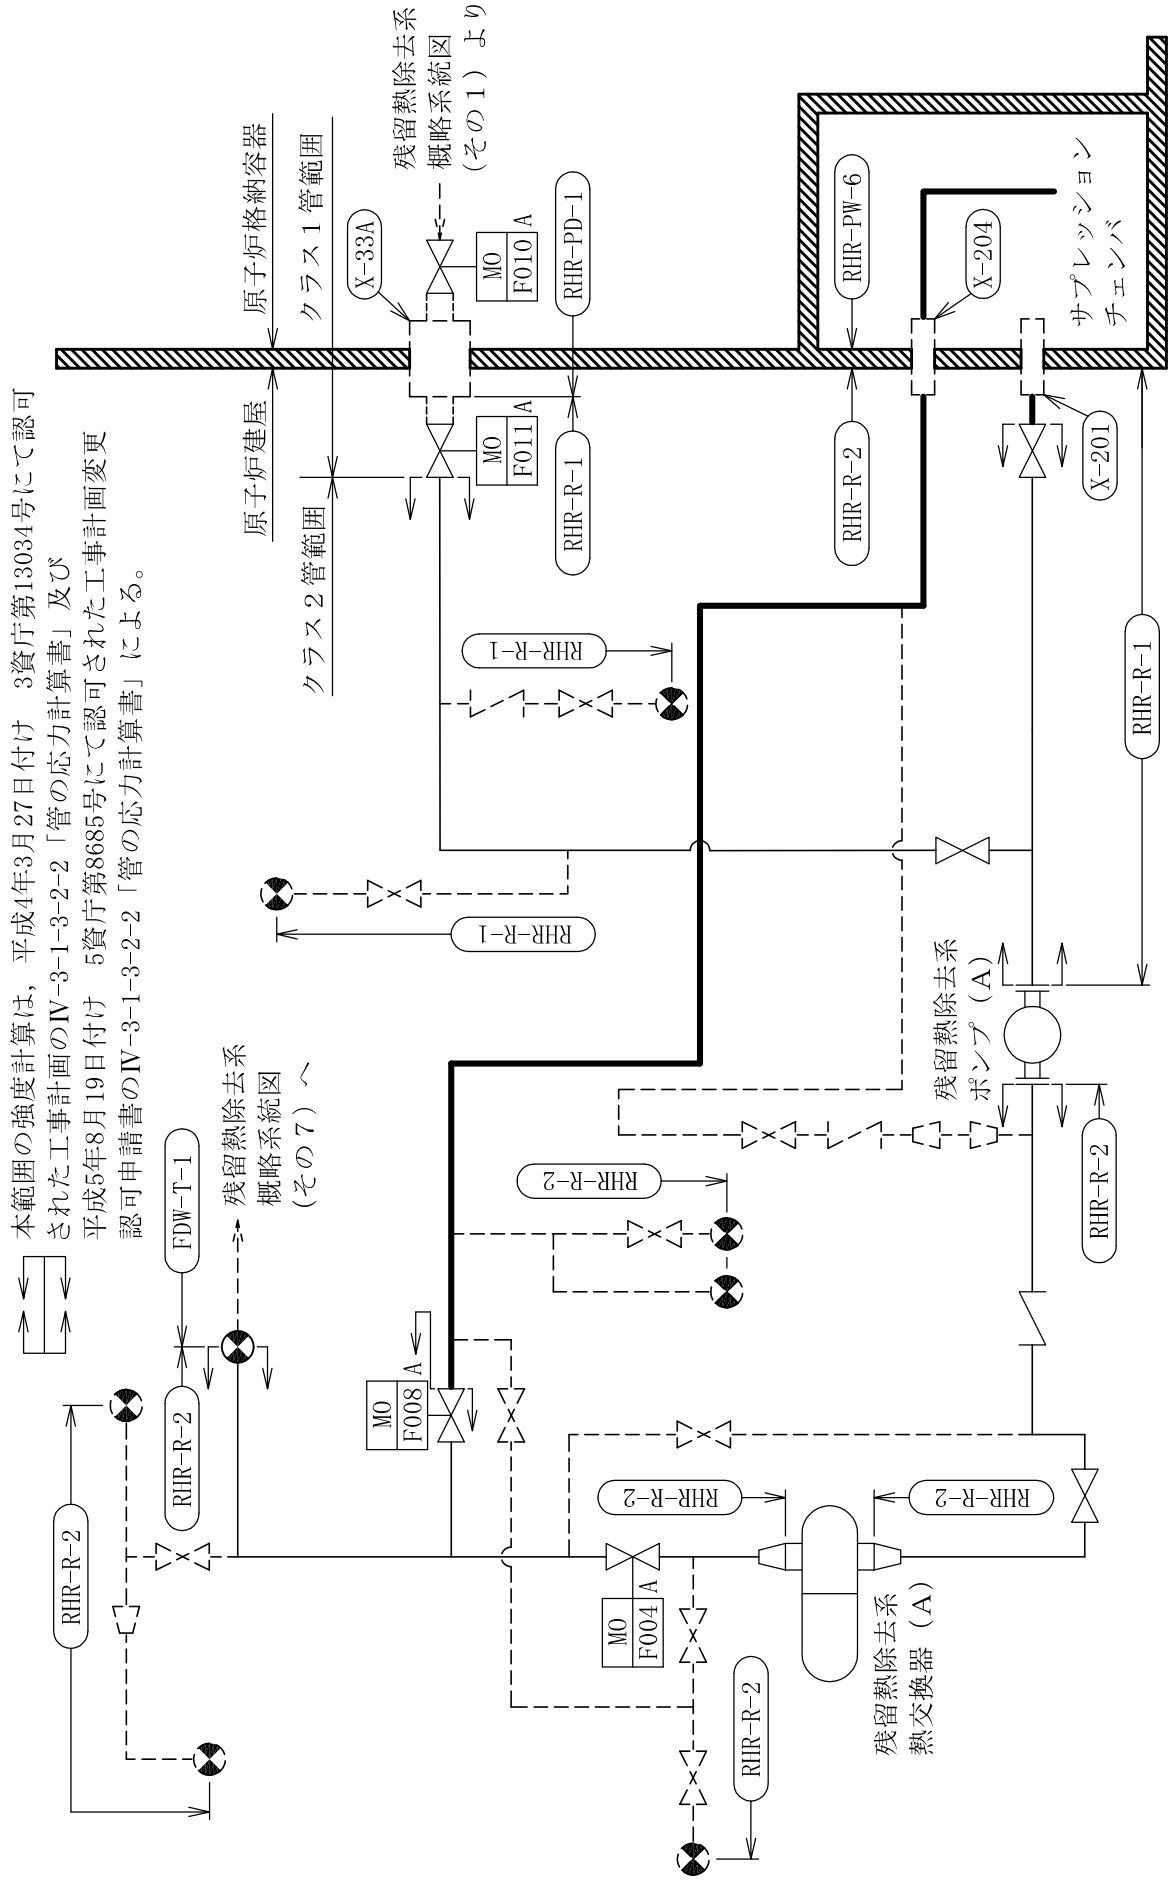 本範囲の強度計算は，平成4年3月27日付け　3資庁第13034号にて認可
された工事計画のⅣ-3-1-3-2-2「管の応力計算書」及び
平成5年8月19日付け　5資庁第8685号にて認可された工事計画変更
認可申請書のⅣ-3-1-3-2-2「管の応力計算書」による。
原子炉建屋
原子炉格納容器
クラス2管範囲
クラス1管範囲
残留熱除去系
概略系統図
(その1)より
X-33A
MO
F010
A
MO
F011
A
RHR-R-1
RHR-PD-1
RHR-R-2
RHR-PW-6
X-204
X-201
サプレッション
チェンバ
RHR-R-1
RHR-R-1
RHR-R-1
残留熱除去系
ポンプ（A）
RHR-R-2
RHR-R-2
FDW-T-1
残留熱除去系
概略系統図
(その7)へ
RHR-R-2
RHR-R-2
MO
F008
A
RHR-R-2
RHR-R-2
MO
F004
A
残留熱除去系
熱交換器（A）
RHR-R-2